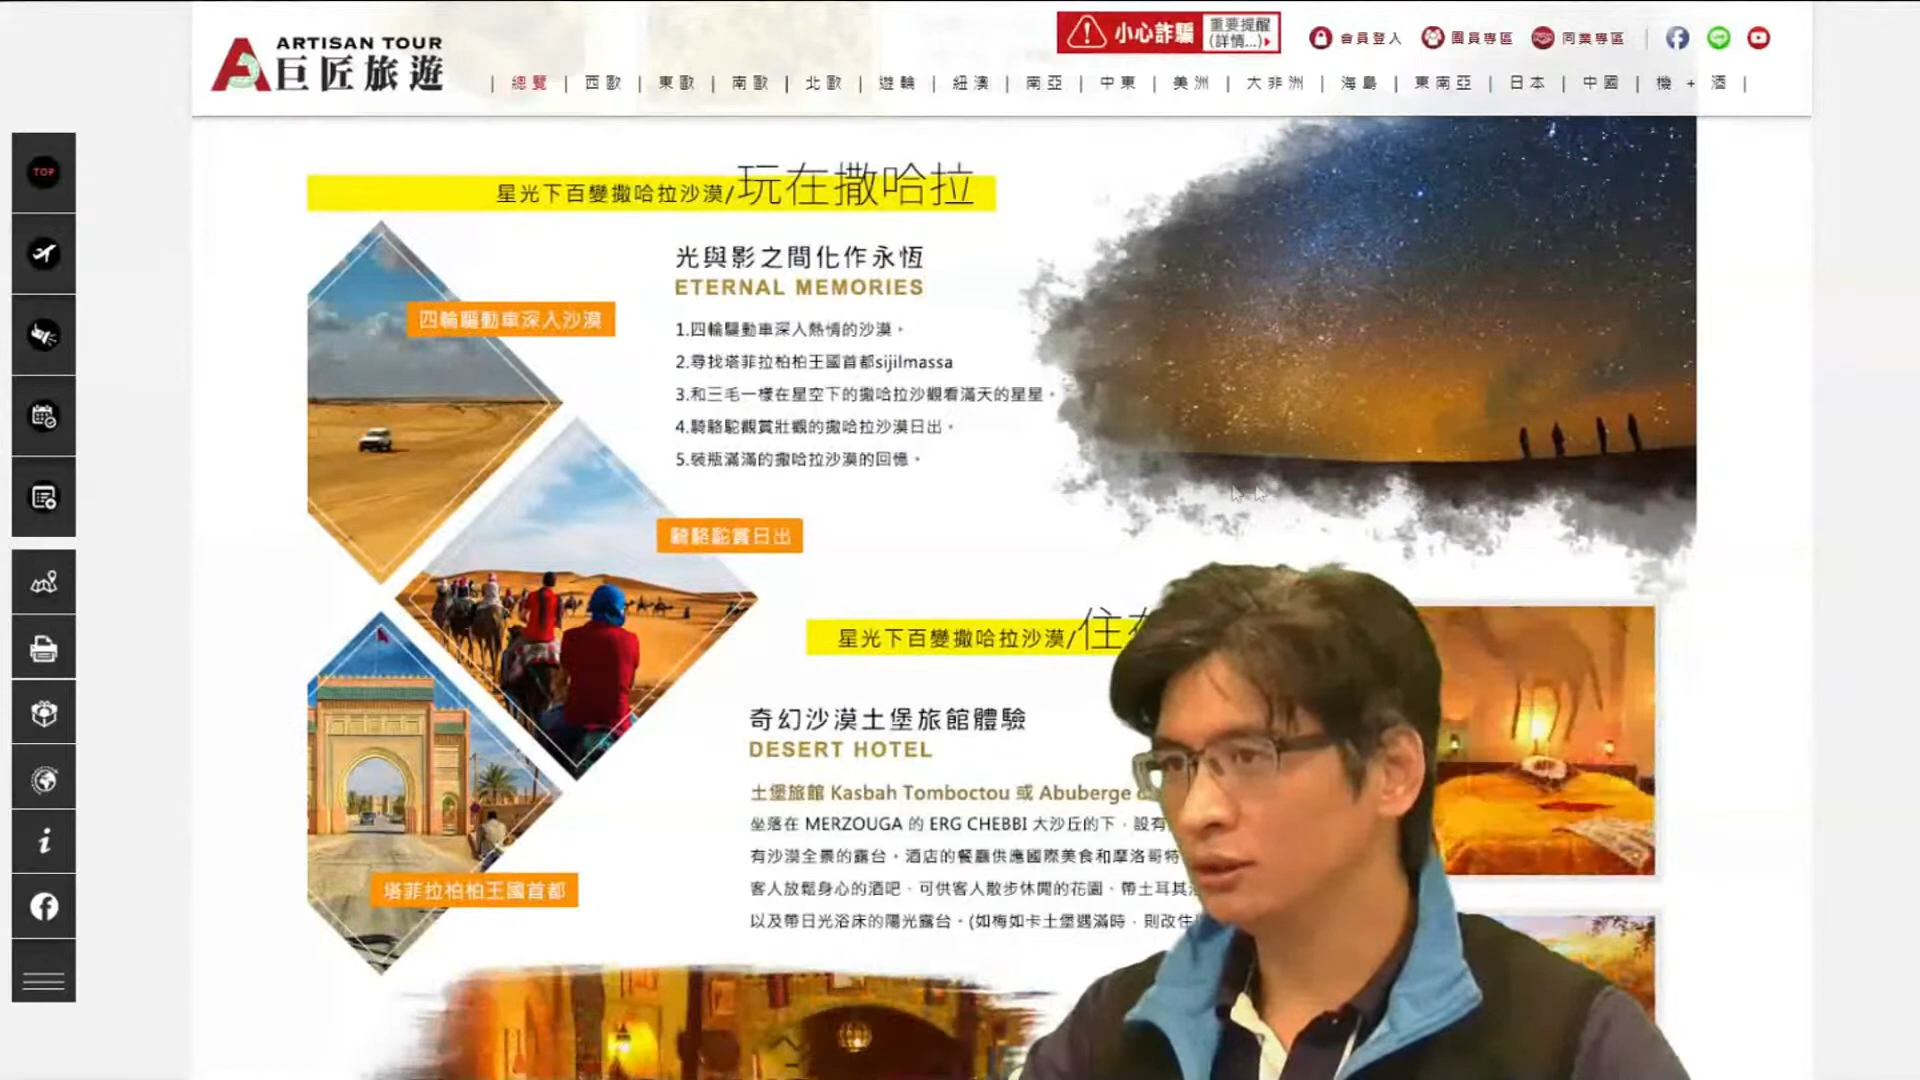 ARTISAN TOUR
巨匠旅遊
小心詐騙
重要提醒
(詳情...)
會員登入
團員專區
同業專區
| 總覽 | 西歐 | 東歐 | 南歐 | 北歐 | 遊輪 | 紐澳 | 南亞 | 中東 | 美洲 | 大非洲 | 海島 | 東南亞 | 日本 | 中國 | 機 + 酒 |
TOP
星光下百變撒哈拉沙漠/玩在撒哈拉
光與影之間化作永恆
ETERNAL MEMORIES
四輪驅動車深入沙漠
1.四輪驅動車深入熱情的沙漠。
2.尋找塔菲拉柏柏王國首都sijilmassa
3.和三毛一樣在星空下的撒哈拉沙觀看滿天的星星。
4.騎駱駝觀賞壯觀的撒哈拉沙漠日出。
5.裝瓶滿滿的撒哈拉沙漠的回憶。
騎駱駝賞日出
星光下百變撒哈拉沙漠/住在
奇幻沙漠土堡旅館體驗
DESERT HOTEL
土堡旅館 Kasbah Tomboctou 或 Abuberge
坐落在 MERZOUGA 的 ERG CHEBBI 大沙丘的下，設有
有沙漠全景的露台。酒店的餐廳供應國際美食和摩洛哥特
客人放鬆身心的酒吧、可供客人散步休閒的花園、帶土耳其
以及帶日光浴床的陽光露台。(如梅如卡土堡遇滿時，則改住
塔菲拉柏柏王國首都